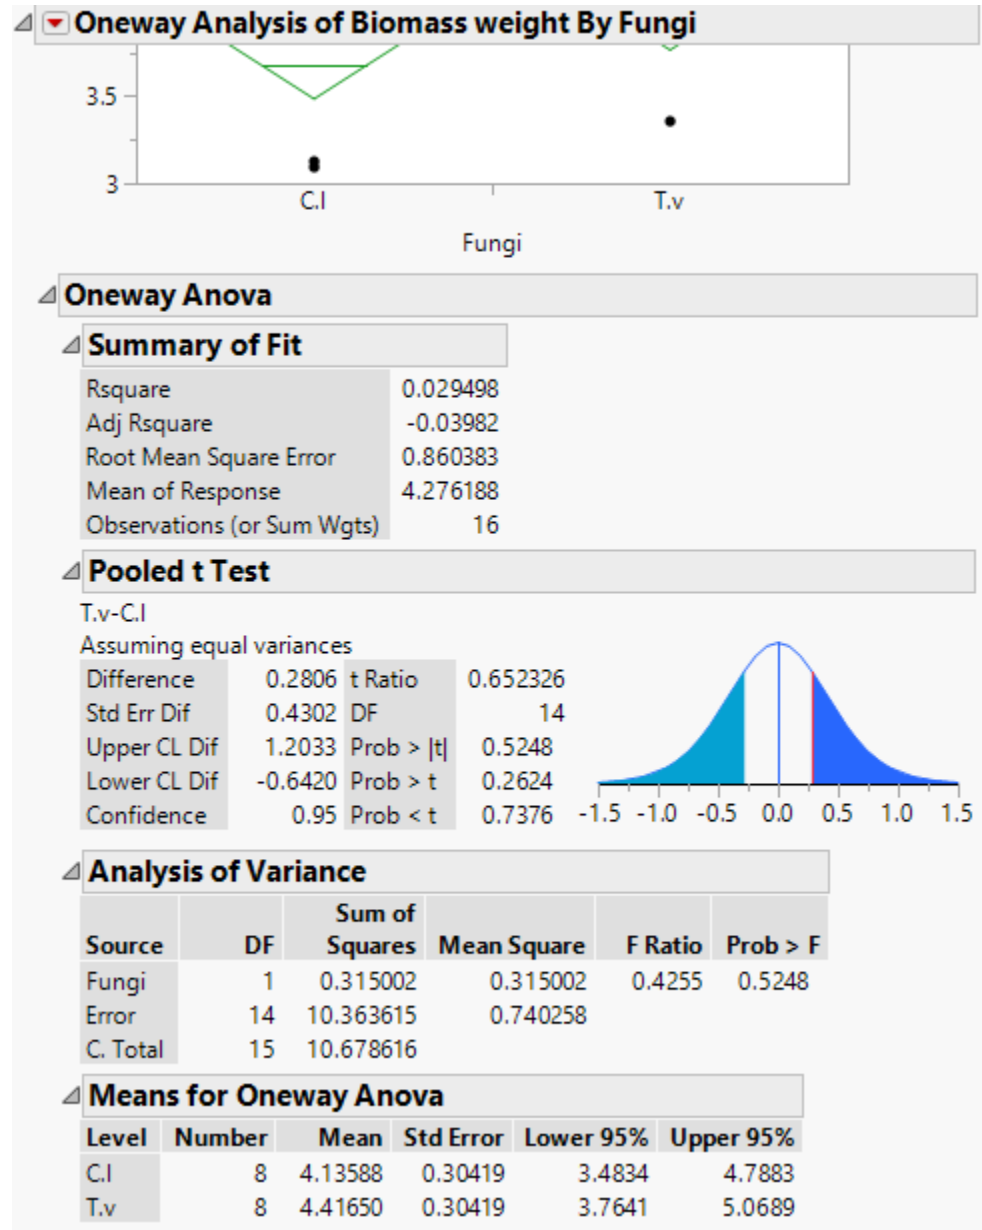 Oneway Analysis of Biomass weight By Fungi
3.5
3
C.I T.v
Fungi
Oneway Anova
Summary of Fit
Rsquare 0.029498
Adj Rsquare -0.03982
Root Mean Square Error 0.860383
Mean of Response 4.276188
Observations (or Sum Wgts) 16
Pooled t Test
T.v-C.I
Assuming equal variances
Difference 0.2806 t Ratio 0.652326
Std Err Dif 0.4302 DF 14
Upper CL Dif 1.2033 Prob > |t| 0.5248
Lower CL Dif -0.6420 Prob > t 0.2624
Confidence 0.95 Prob < t 0.7376
-1.5 -1.0 -0.5 0.0 0.5 1.0 1.5
Analysis of Variance
Sum of
Source DF Squares Mean Square F Ratio Prob > F
Fungi 1 0.315002 0.315002 0.4255 0.5248
Error 14 10.363615 0.740258
C. Total 15 10.678616
Means for Oneway Anova
Level Number Mean Std Error Lower 95% Upper 95%
C.I 8 4.13588 0.30419 3.4834 4.7883
T.v 8 4.41650 0.30419 3.7641 5.0689